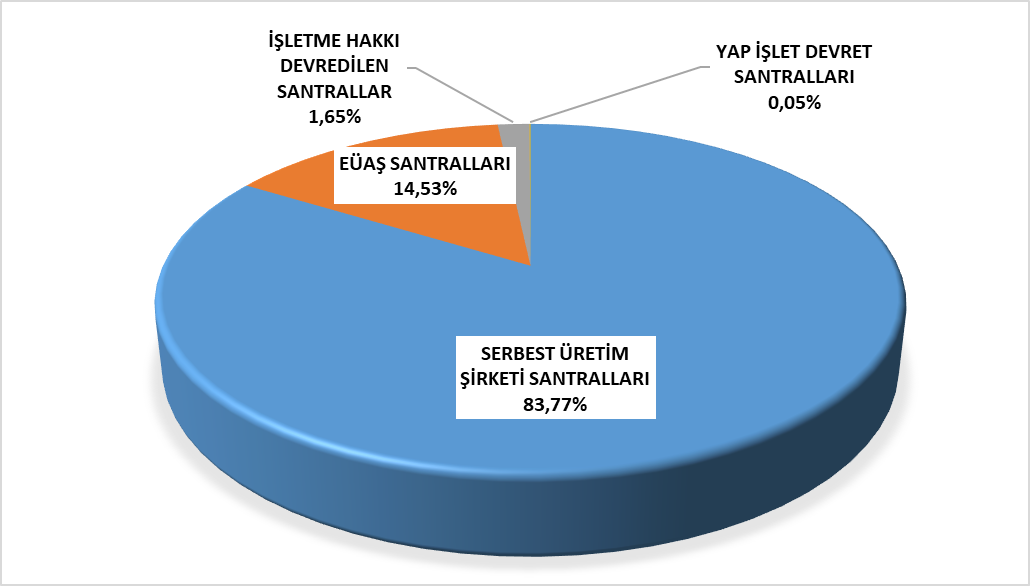 İŞLETME HAKKI
DEVREDİLEN
SANTRALLAR
1,65%
YAP İŞLET DEVRET
SANTRALLARI
0,05%
EÜAŞ SANTRALLARI
14,53%
SERBEST ÜRETİM
ŞİRKETİ SANTRALLARI
83,77%